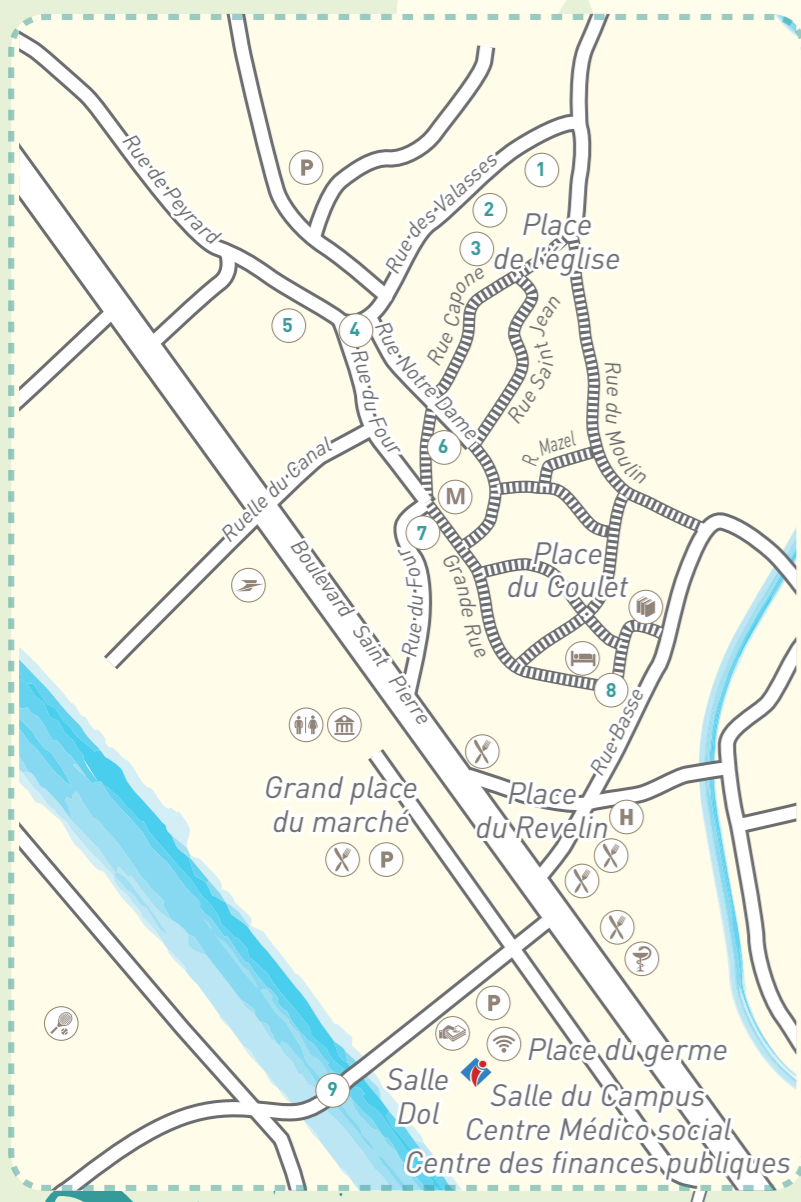 Rue de Peyrard
P
Rue des Valasses
1
2
3
Place
de l'église
Rue Capone
Rue Saint Jean
5
4
Rue Notre Dame
Rue du Four
Rue du Moulin
R. Mazel
6
M
Ruelle du Canal
7
Boulevard Saint Pierre
Rue du Four
Grande Rue
Place
du Coulet
8
Rue Basse
Grand place
du marché
P
Place
du Revelin
H
P
Place du germe
Salle
Dol
9
Salle du Campus
Centre Médico social
Centre des finances publiques